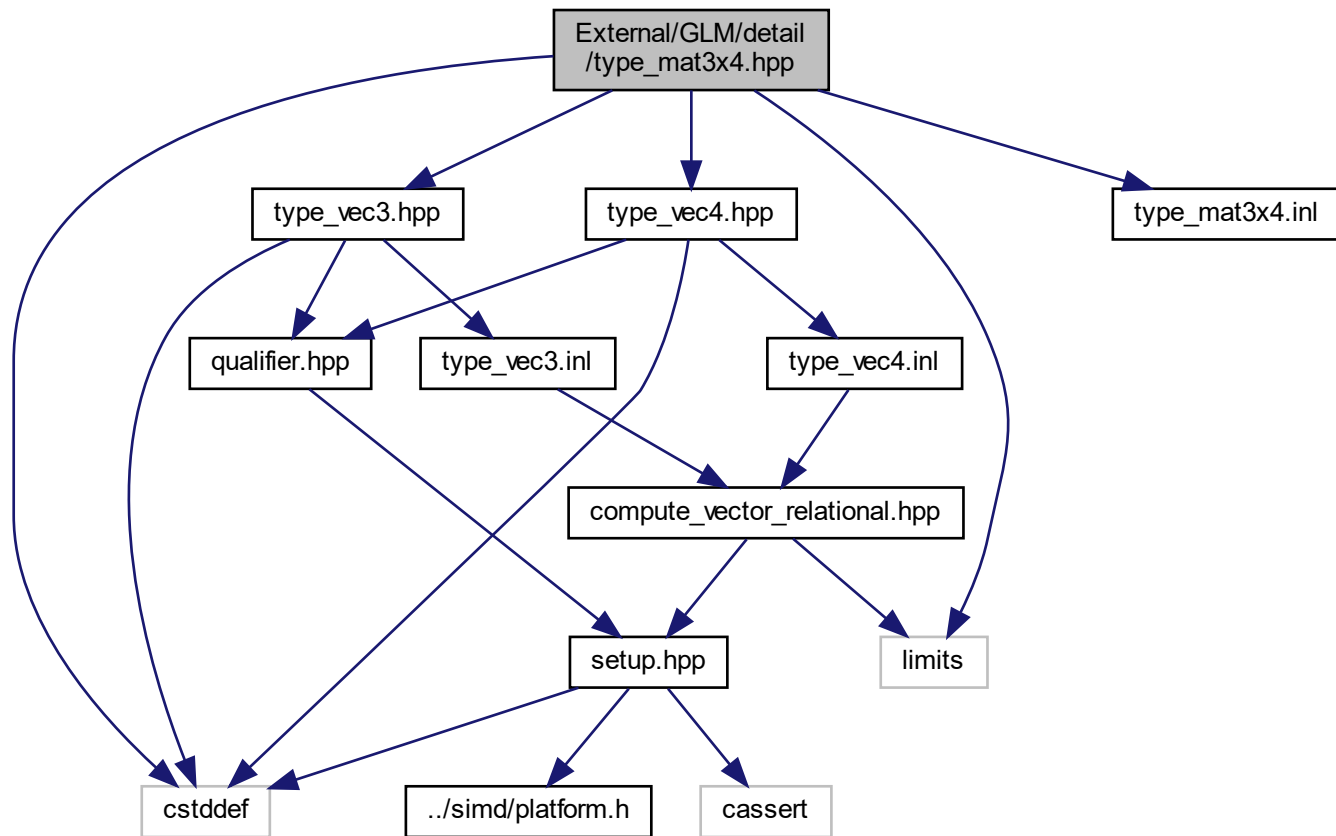 External/GLM/detail
/type_mat3x4.hpp
type_vec3.hpp
type_vec4.hpp
type_mat3x4.inl
qualifier.hpp
type_vec3.inl
type_vec4.inl
compute_vector_relational.hpp
setup.hpp
limits
cstddef
../simd/platform.h
cassert